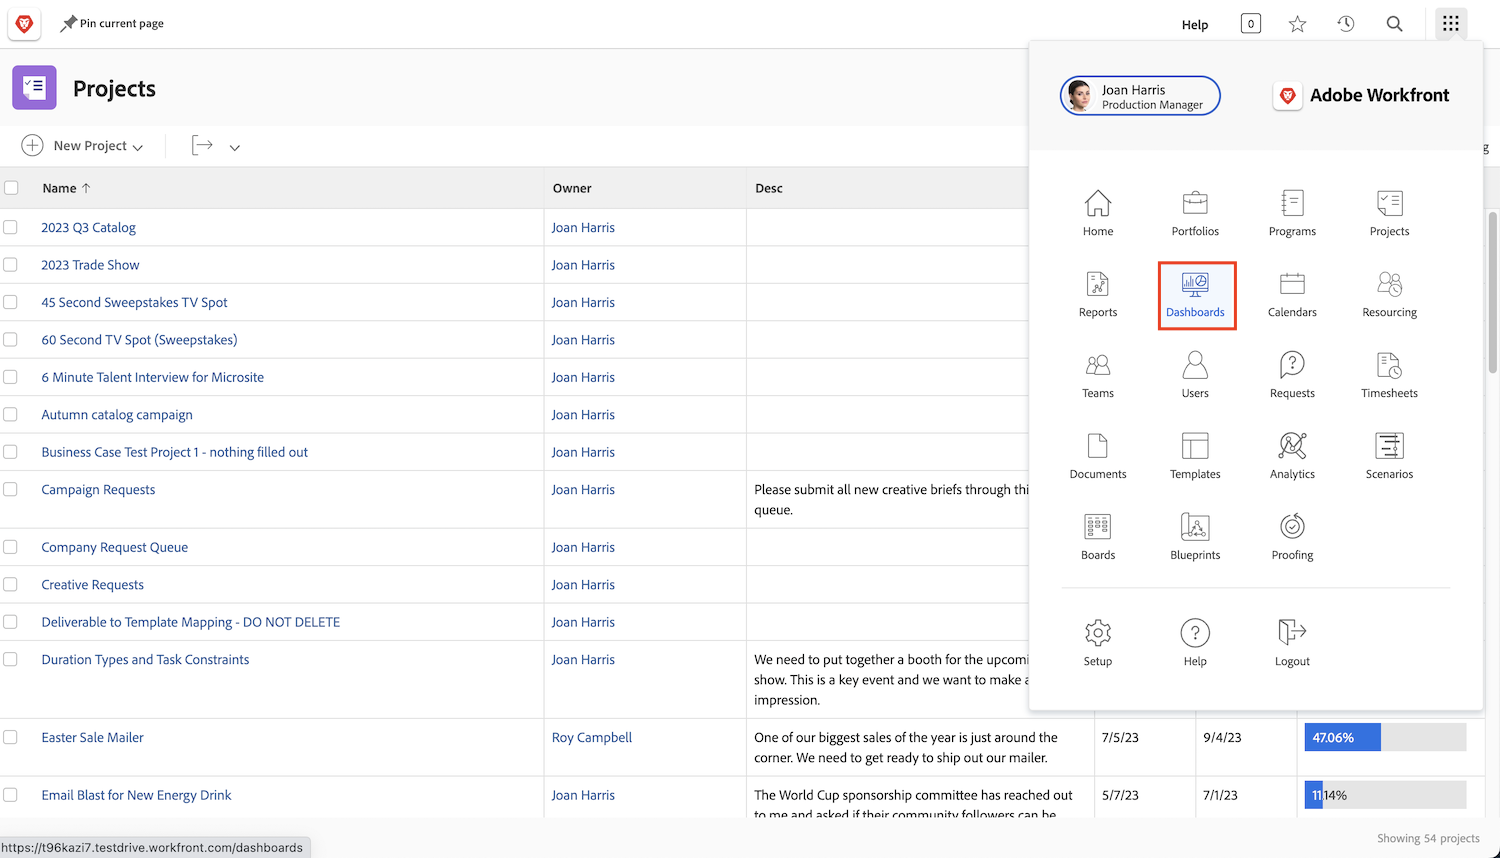 Pin current page
Help
0
Projects
Joan Harris
Production Manager
Adobe Workfront
New Project
g
Name ↑
Owner
Desc
2023 Q3 Catalog
Joan Harris
2023 Trade Show
Joan Harris
45 Second Sweepstakes TV Spot
Joan Harris
60 Second TV Spot (Sweepstakes)
Joan Harris
6 Minute Talent Interview for Microsite
Joan Harris
Autumn catalog campaign
Joan Harris
Business Case Test Project 1 - nothing filled out
Joan Harris
Campaign Requests
Joan Harris
Please submit all new creative briefs through thi
queue.
Company Request Queue
Joan Harris
Creative Requests
Joan Harris
Deliverable to Template Mapping - DO NOT DELETE
Joan Harris
Duration Types and Task Constraints
Joan Harris
We need to put together a booth for the upcomi
show. This is a key event and we want to make a
impression.
Easter Sale Mailer
Roy Campbell
One of our biggest sales of the year is just around the
corner. We need to get ready to ship out our mailer.
7/5/23
9/4/23
47.06%
Email Blast for New Energy Drink
Joan Harris
The World Cup sponsorship committee has reached out
to me and asked if their community followers can be
5/7/23
7/1/23
11.14%
Home
Portfolios
Programs
Projects
Reports
Dashboards
Calendars
Resourcing
Teams
Users
Requests
Timesheets
Documents
Templates
Analytics
Scenarios
Boards
Blueprints
Proofing
Setup
Help
Logout
Showing 54 projects
https://t96kazi7.testdrive.workfront.com/dashboards